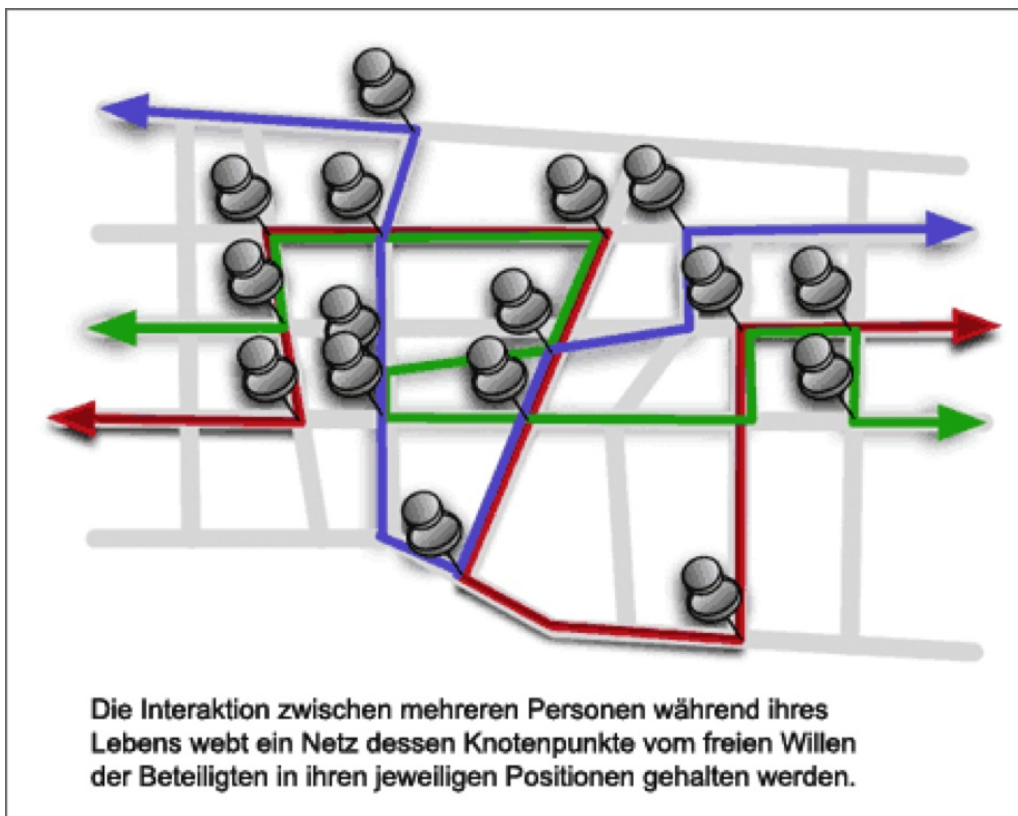 Die Interaktion zwischen mehreren Personen während ihres
Lebens webt ein Netz dessen Knotenpunkte vom freien Willen
der Beteiligten in ihren jeweiligen Positionen gehalten werden.